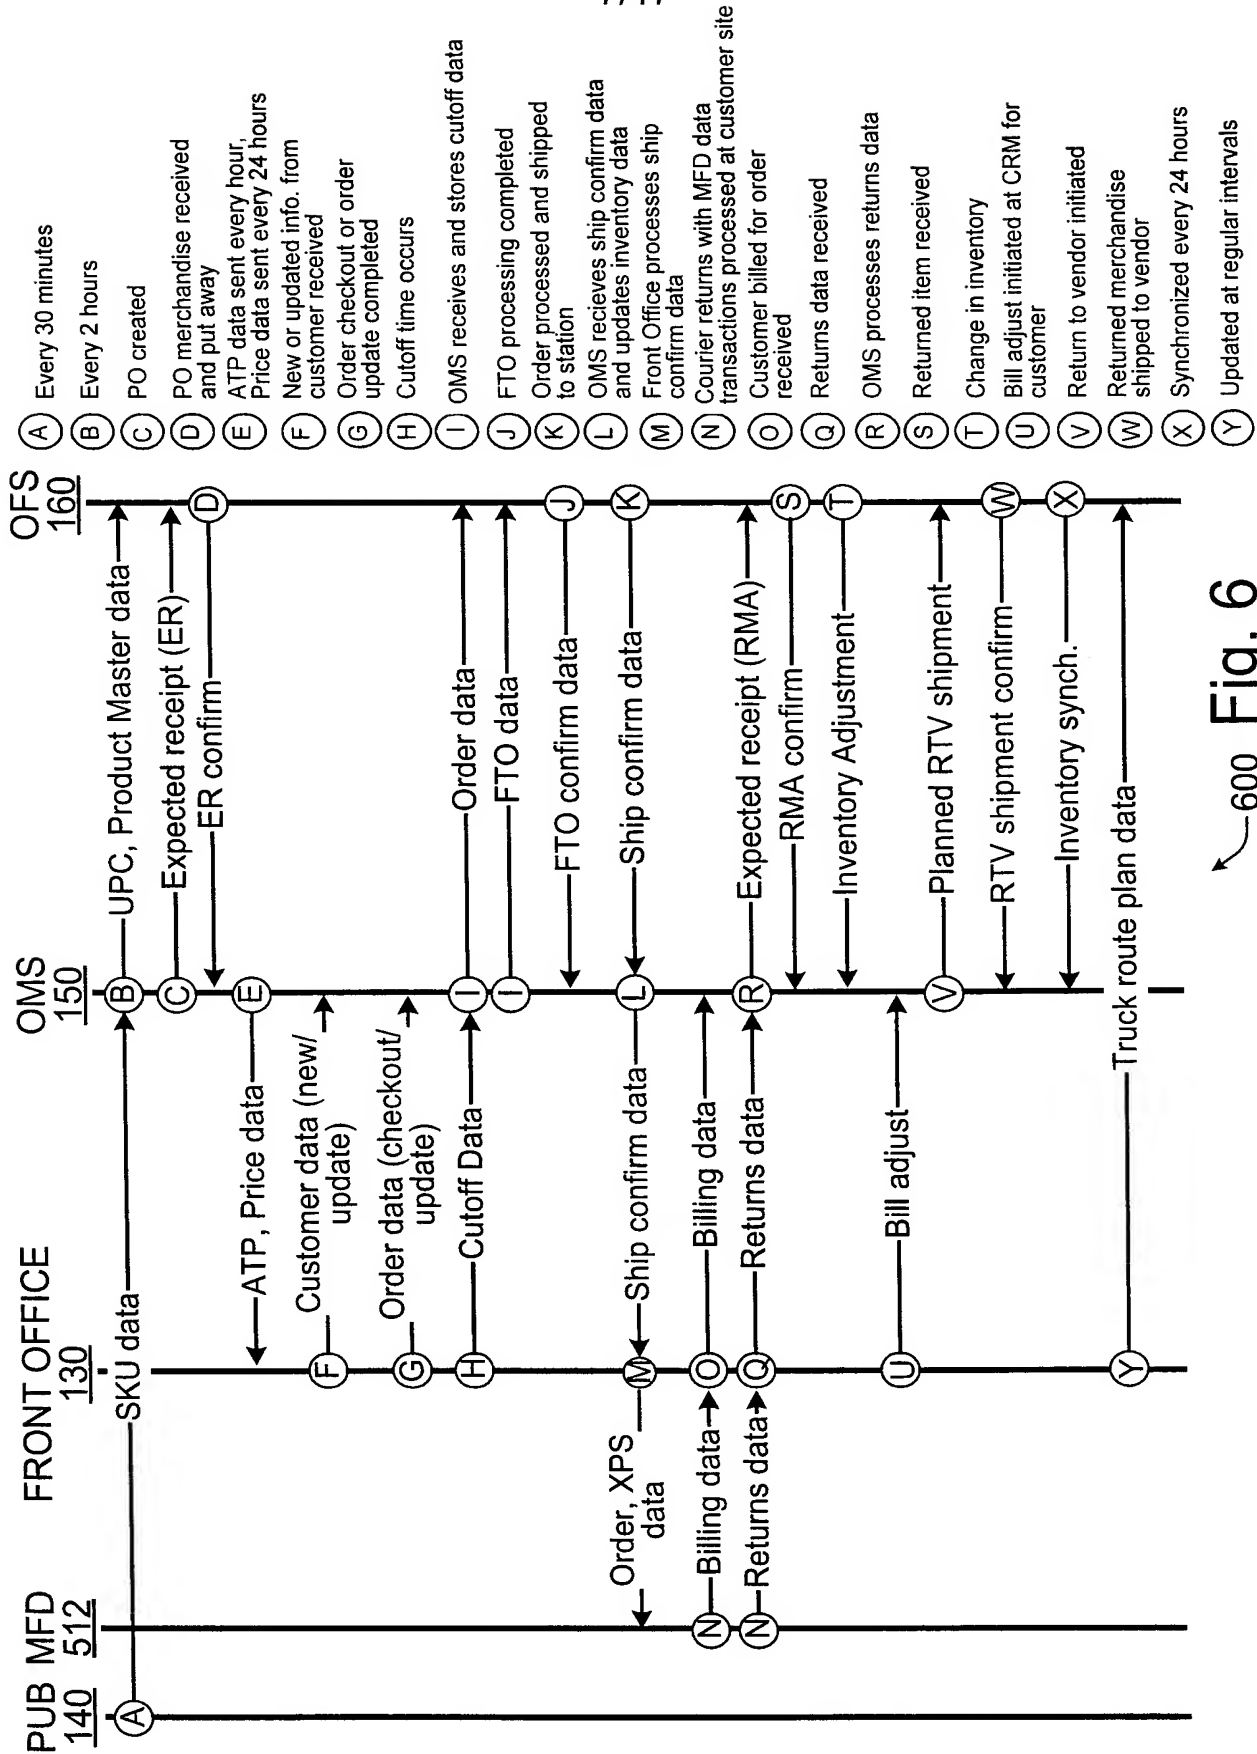 PUB
140
MFD
512
FRONT OFFICE
130
OMS
150
OFS
160
A
SKU data
B
UPC, Product Master data
C
Expected receipt (ER)
D
ER confirm
E
ATP, Price data
F
Customer data (new/
update)
G
Order data (checkout/
update)
H
Cutoff Data
I
Order data
I
FTO data
J
FTO confirm data
K
Ship confirm data
L
Ship confirm data
M
Order, XPS
data
N
Billing data
O
Billing data
N
Returns data
Q
Returns data
R
Expected receipt (RMA)
S
RMA confirm
T
Inventory Adjustment
U
Bill adjust
V
Planned RTV shipment
W
RTV shipment confirm
X
Inventory synch.
Y
Truck route plan data
A Every 30 minutes
B Every 2 hours
C PO created
D PO merchandise received
and put away
E ATP data sent every hour,
Price data sent every 24 hours
F New or updated info. from
customer received
G Order checkout or order
update completed
H Cutoff time occurs
I OMS receives and stores cutoff data
J FTO processing completed
K Order processed and shipped
to station
L OMS recieves ship confirm data
and updates inventory data
M Front Office processes ship
confirm data
N Courier returns with MFD data
transactions processed at customer site
O Customer billed for order
received
Q Returns data received
R OMS processes returns data
S Returned item received
T Change in inventory
U Bill adjust initiated at CRM for
customer
V Return to vendor initiated
W Returned merchandise
shipped to vendor
X Synchronized every 24 hours
Y Updated at regular intervals
600
Fig. 6